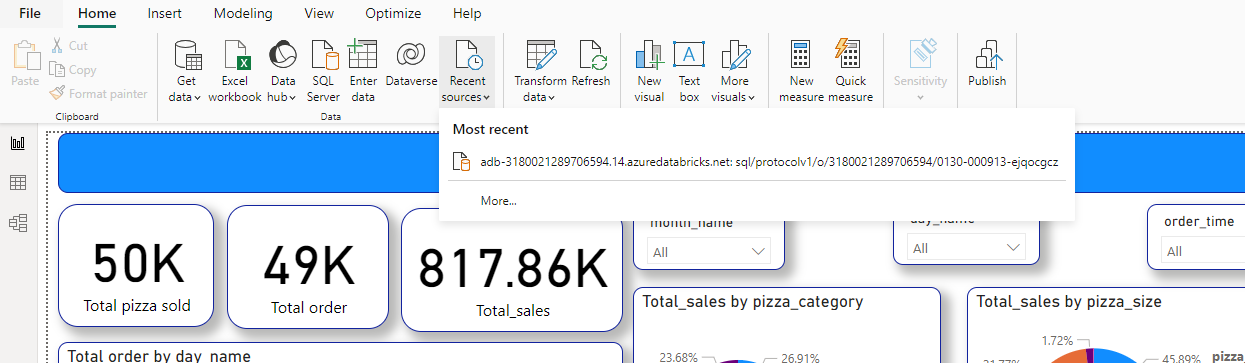 File Home Insert Modeling View Optimize Help
Paste
Cut
Copy
Format painter
Clipboard
Get data
Excel workbook
Data hub
SQL Server
Enter data
Dataverse
Recent sources
Data
Transform data
Refresh
New visual
Text box
More visuals
New measure
Quick measure
Sensitivity
Publish
Most recent
adb-3180021289706594.14.azuredatabricks.net: sql/protocolv1/o/3180021289706594/0130-000913-ejqocgcz
More...
50K
Total pizza sold
49K
Total order
817.86K
Total_sales
month_name
All
day_name
All
order_time
All
Total order by day_name
Total_sales by pizza_category
23.68%
26.91%
Total_sales by pizza_size
1.72%
45.89%
pizza